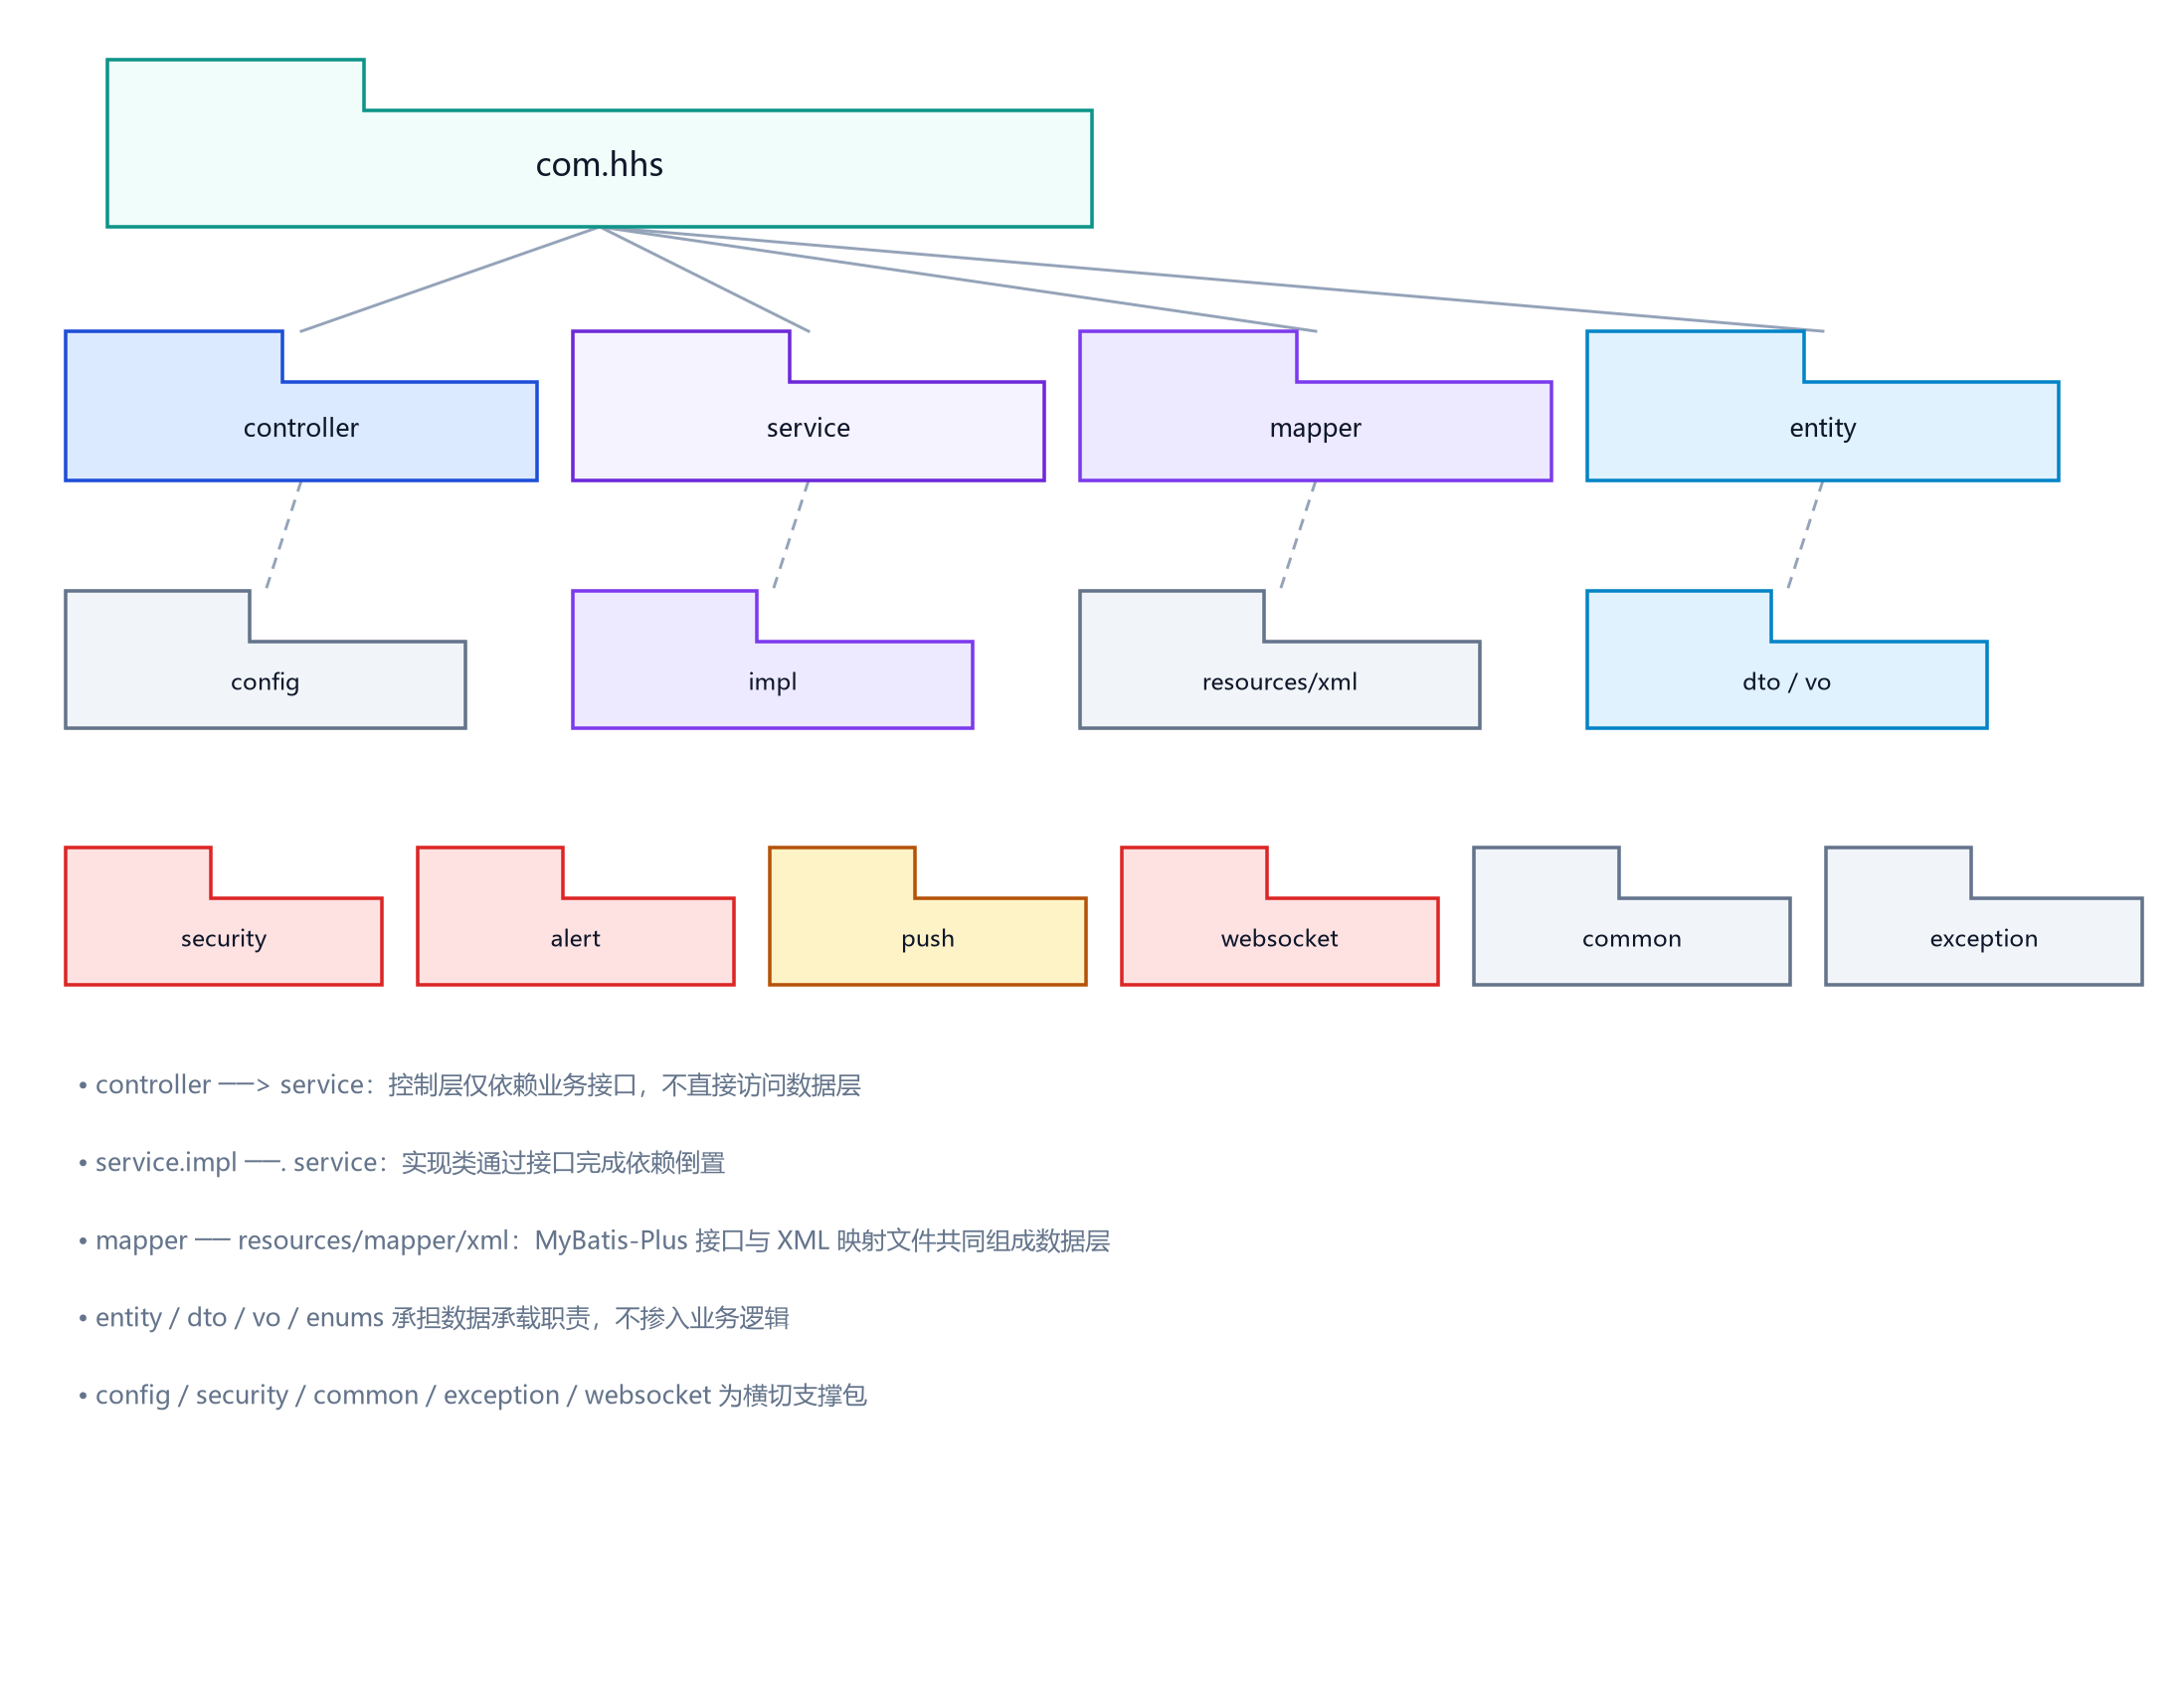 com.hhs
controller
service
mapper
entity
config
impl
resources/xml
dto / vo
security
alert
push
websocket
common
exception
• controller ——> service：控制层仅依赖业务接口，不直接访问数据层
• service.impl ——. service：实现类通过接口完成依赖倒置
• mapper —— resources/mapper/xml：MyBatis-Plus 接口与 XML 映射文件共同组成数据层
• entity / dto / vo / enums 承担数据承载职责，不掺入业务逻辑
• config / security / common / exception / websocket 为横切支撑包